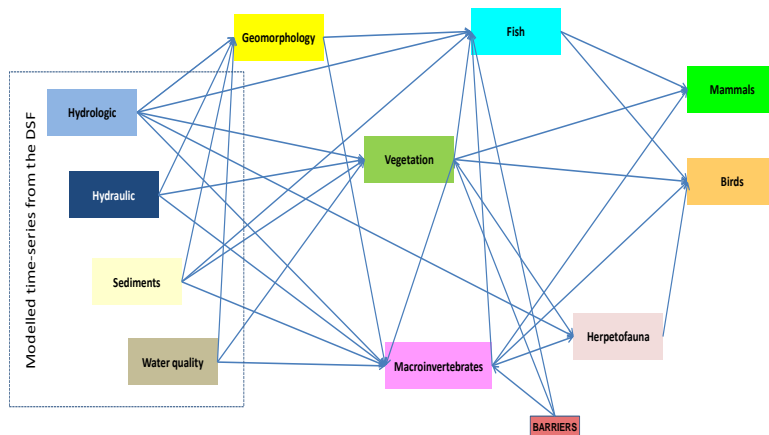 Geomorphology
Fish
Mammals
Hydrologic
Vegetation
Hydraulic
Birds
Sediments
Herpetofauna
Water quality
Macroinvertebrates
BARRIERS
Modelled time-series from the DSF